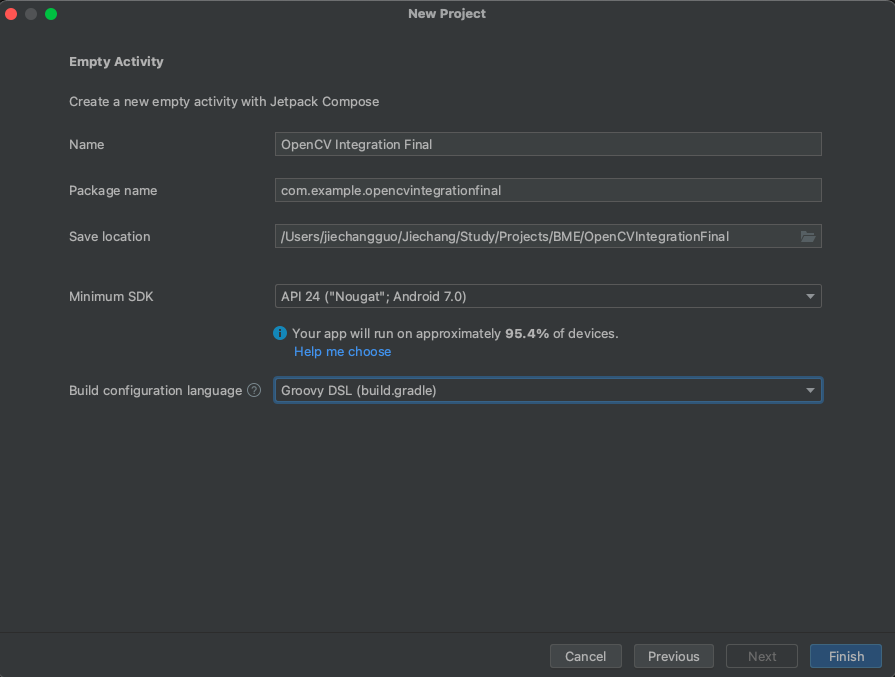 New Project
Empty Activity
Create a new empty activity with Jetpack Compose
Name OpenCV Integration Final
Package name com.example.opencvintegrationfinal
Save location /Users/jiechangguo/Jiechang/Study/Projects/BME/OpenCVIntegrationFinal
Minimum SDK API 24 ("Nougat"; Android 7.0)
i Your app will run on approximately 95.4% of devices.
Help me choose
Build configuration language ? Groovy DSL (build.gradle)
Cancel Previous Next Finish